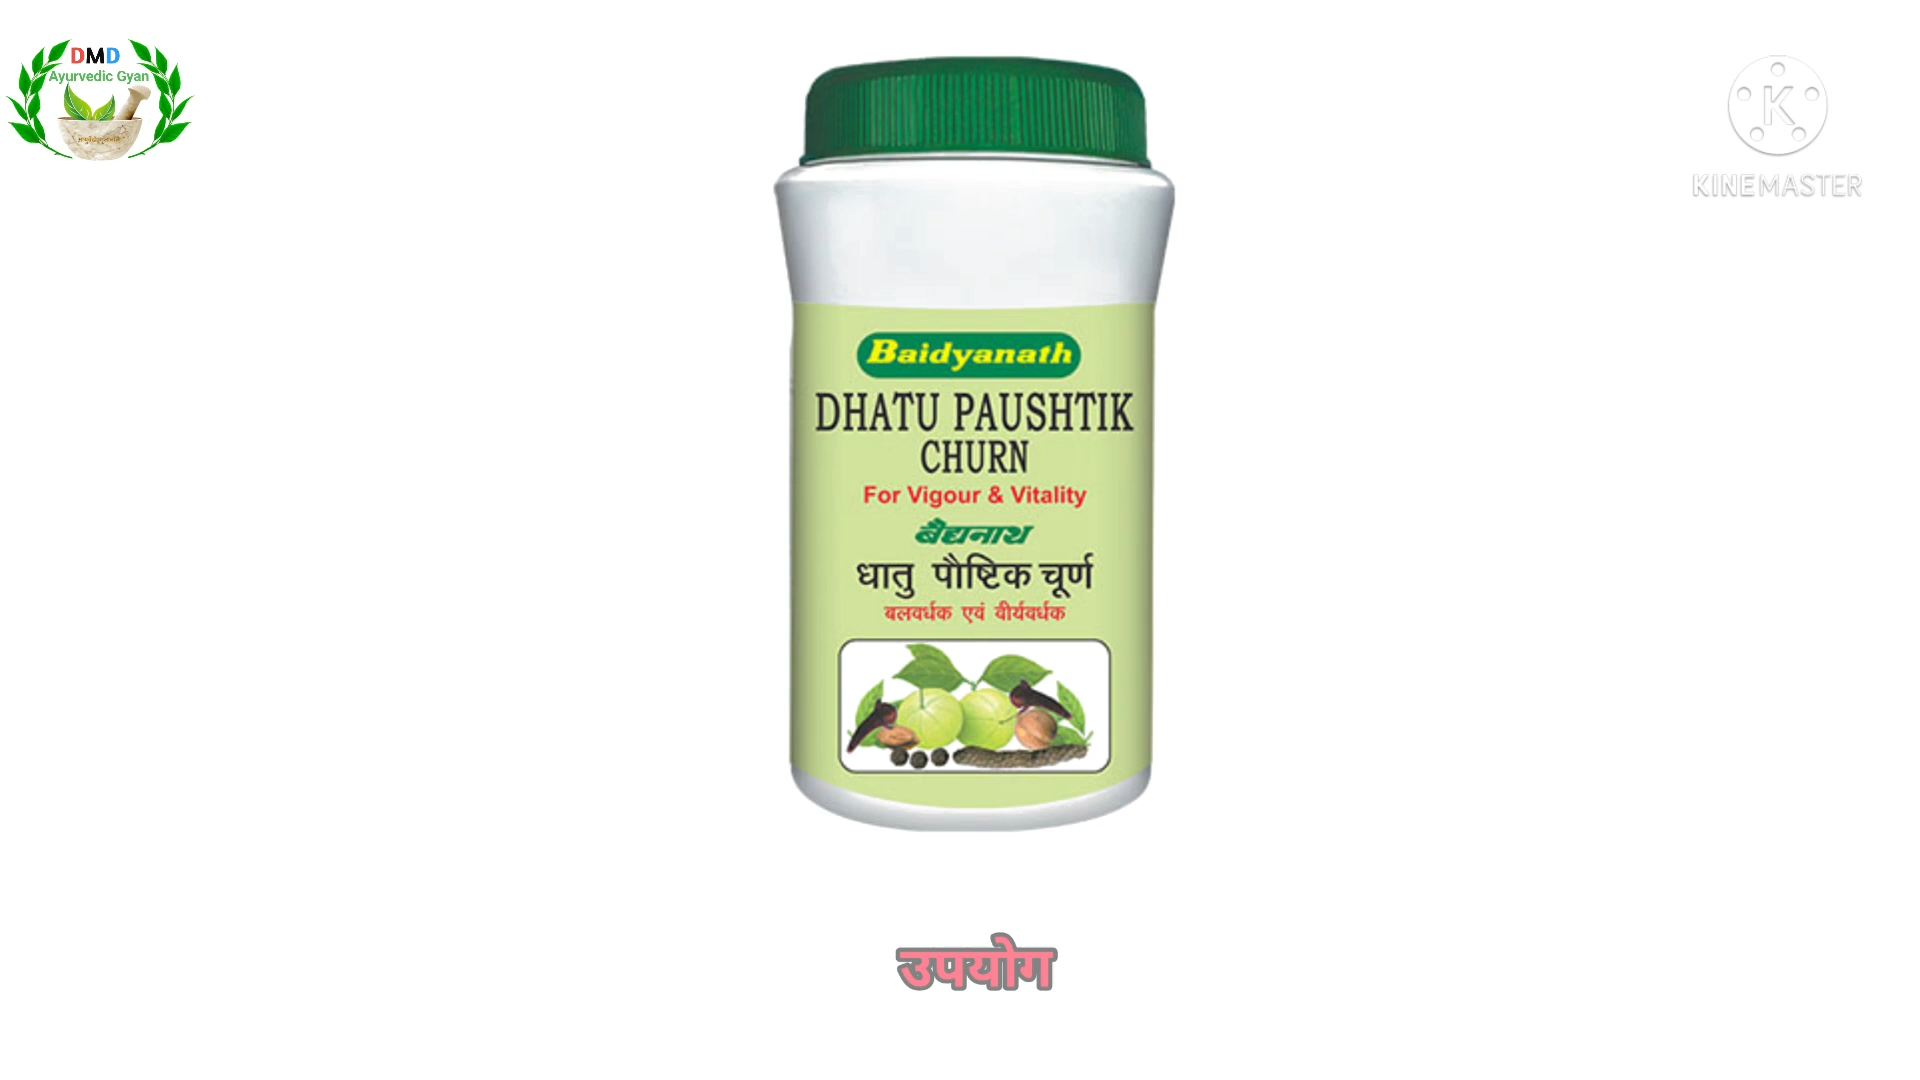 DMD
Ayurvedic Gyan
KINEMASTER
Baidyanath
DHATU PAUSHTIK
CHURN
For Vigour & Vitality
बैद्यनाथ
धातु पौष्टिक चूर्ण
बलवर्धक एवं वीर्यवर्धक
उपयोग